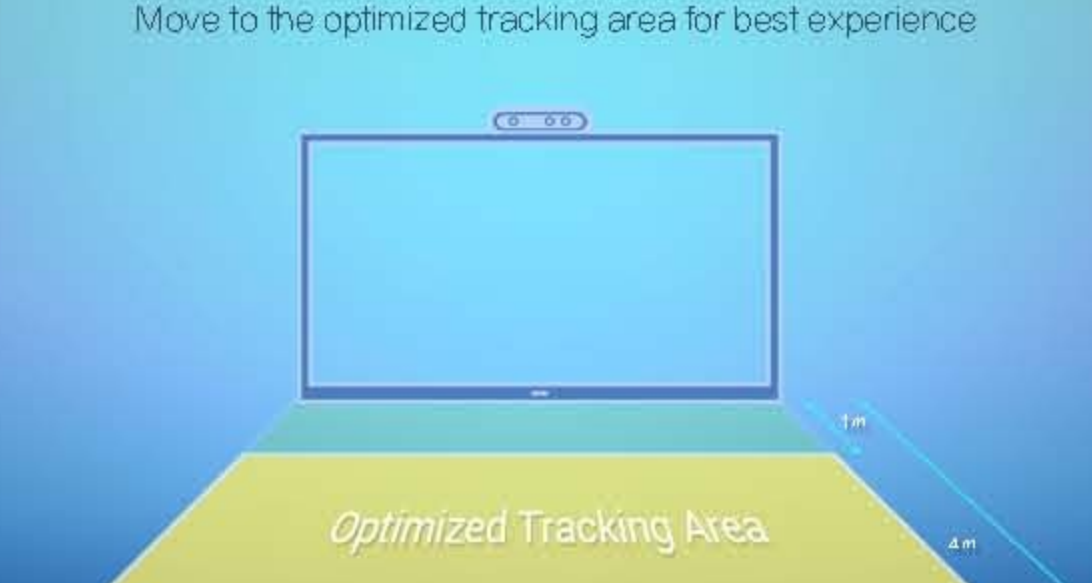 Move to the optimized tracking area for best experience
1m
Optimized Tracking Area
4m